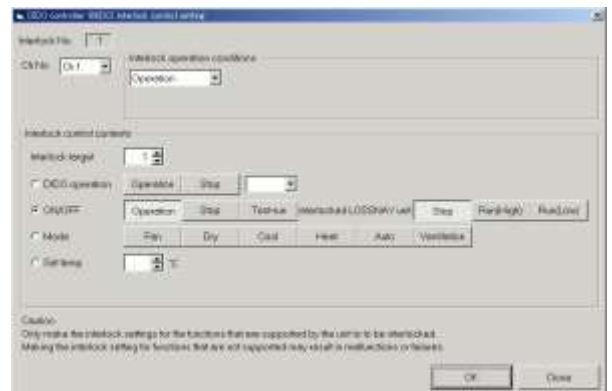 DIDO controller (MDC) Interlock control setting
Interlock No. 1
Ch No. Ch 1
Interlock operation conditions
Operation
Interlock control contents
Interlock target 1
DIDO operation Operation Stop
ON/OFF Operation Stop Test-run Interlocked LOSSNAY unit Stop Run(High) Run(Low)
Mode Fan Dry Cool Heat Auto Ventilation
Set temp. °C
Caution
Only make the interlock settings for the functions that are supported by the unit to be interlocked.
Making the interlock setting for functions that are not supported may result in malfunctions or failures.
OK Close